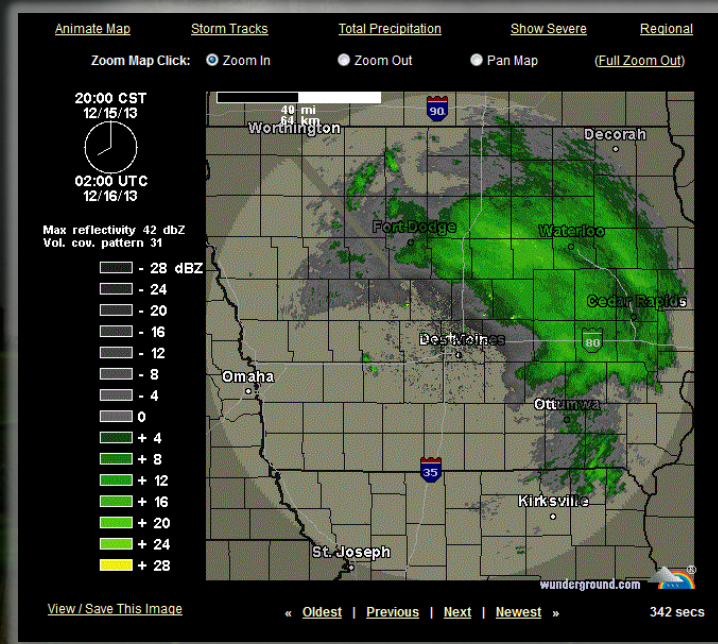 Animate Map Storm Tracks Total Precipitation Show Severe Regional
Zoom Map Click: Zoom In Zoom Out Pan Map (Full Zoom Out)
20:00 CST
12/15/13
02:00 UTC
12/16/13
Max reflectivity 42 dbZ
Vol. cov. pattern 31
- 28 dBZ
- 24
- 20
- 16
- 12
- 8
- 4
0
+ 4
+ 8
+ 12
+ 16
+ 20
+ 24
+ 28
40 mi
64 km
90
Worthington
Decorah
Fort Dodge
Waterloo
Cedar Rapids
Des Moines
80
Omaha
Ottumwa
35
Kirksville
St. Joseph
wunderground.com
®
View / Save This Image « Oldest | Previous | Next | Newest » 342 secs